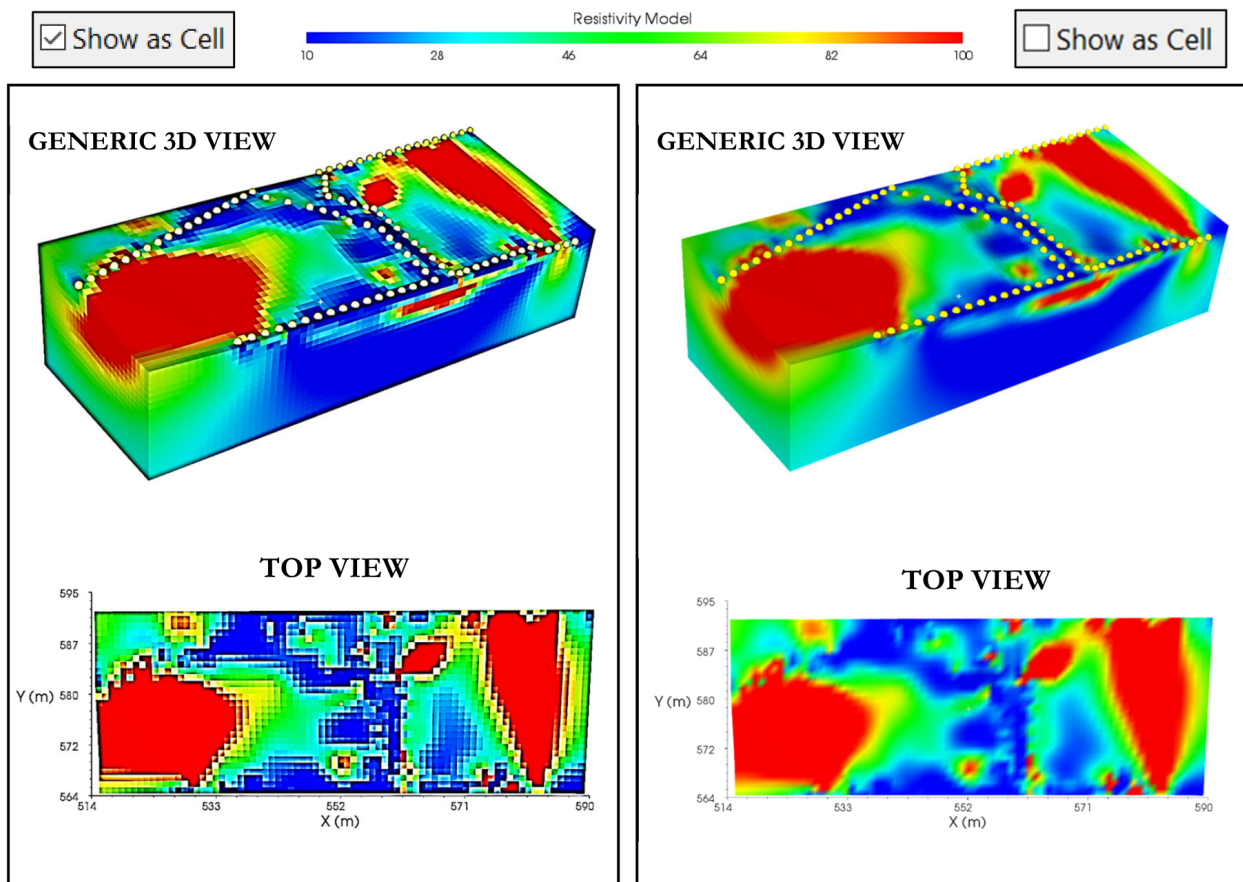 Show as Cell
Resistivity Model
10 28 46 64 82 100
Show as Cell
GENERIC 3D VIEW
GENERIC 3D VIEW
TOP VIEW
595
587
Y (m) 580
572
564
514 533 552 571 590
X (m)
TOP VIEW
595
587
Y (m) 580
572
564
514 533 552 571 590
X (m)